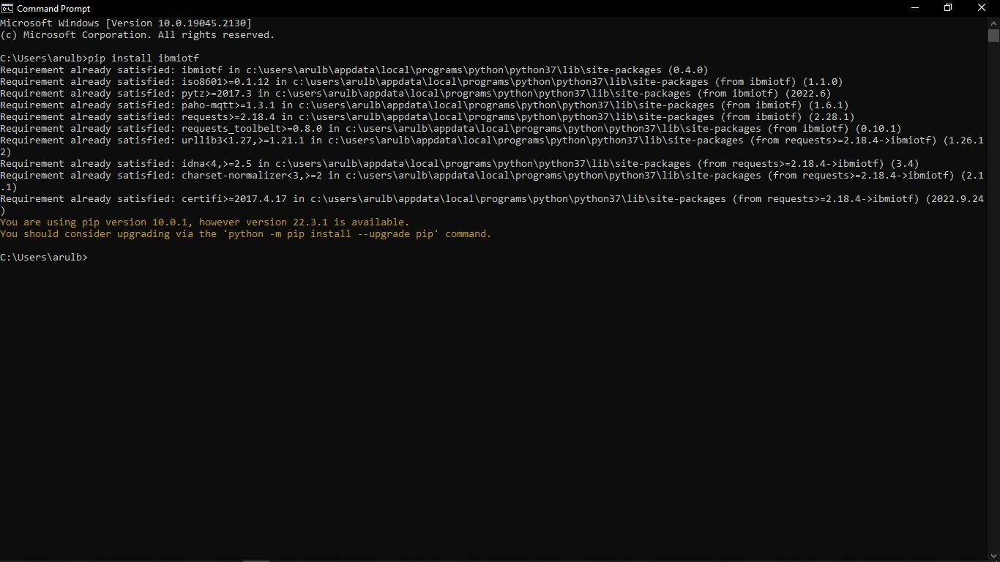 Command Prompt
Microsoft Windows [Version 10.0.19045.2130]
(c) Microsoft Corporation. All rights reserved.
C:\Users\arulb>pip install ibmiotf
Requirement already satisfied: ibmiotf in c:\users\arulb\appdata\local\programs\python\python37\lib\site-packages (0.4.0)
Requirement already satisfied: iso8601>=0.1.12 in c:\users\arulb\appdata\local\programs\python\python37\lib\site-packages (from ibmiotf) (1.1.0)
Requirement already satisfied: pytz>=2017.3 in c:\users\arulb\appdata\local\programs\python\python37\lib\site-packages (from ibmiotf) (2022.6)
Requirement already satisfied: paho-mqtt>=1.3.1 in c:\users\arulb\appdata\local\programs\python\python37\lib\site-packages (from ibmiotf) (1.6.1)
Requirement already satisfied: requests>=2.18.4 in c:\users\arulb\appdata\local\programs\python\python37\lib\site-packages (from ibmiotf) (2.28.1)
Requirement already satisfied: requests_toolbelt>=0.8.0 in c:\users\arulb\appdata\local\programs\python\python37\lib\site-packages (from ibmiotf) (0.10.1)
Requirement already satisfied: urllib3<1.27,>=1.21.1 in c:\users\arulb\appdata\local\programs\python\python37\lib\site-packages (from requests>=2.18.4->ibmiotf) (1.26.1
2)
Requirement already satisfied: idna<4,>=2.5 in c:\users\arulb\appdata\local\programs\python\python37\lib\site-packages (from requests>=2.18.4->ibmiotf) (3.4)
Requirement already satisfied: charset-normalizer<3,>=2 in c:\users\arulb\appdata\local\programs\python\python37\lib\site-packages (from requests>=2.18.4->ibmiotf) (2.1
.1)
Requirement already satisfied: certifi>=2017.4.17 in c:\users\arulb\appdata\local\programs\python\python37\lib\site-packages (from requests>=2.18.4->ibmiotf) (2022.9.24
)
You are using pip version 10.0.1, however version 22.3.1 is available.
You should consider upgrading via the 'python -m pip install --upgrade pip' command.
C:\Users\arulb>